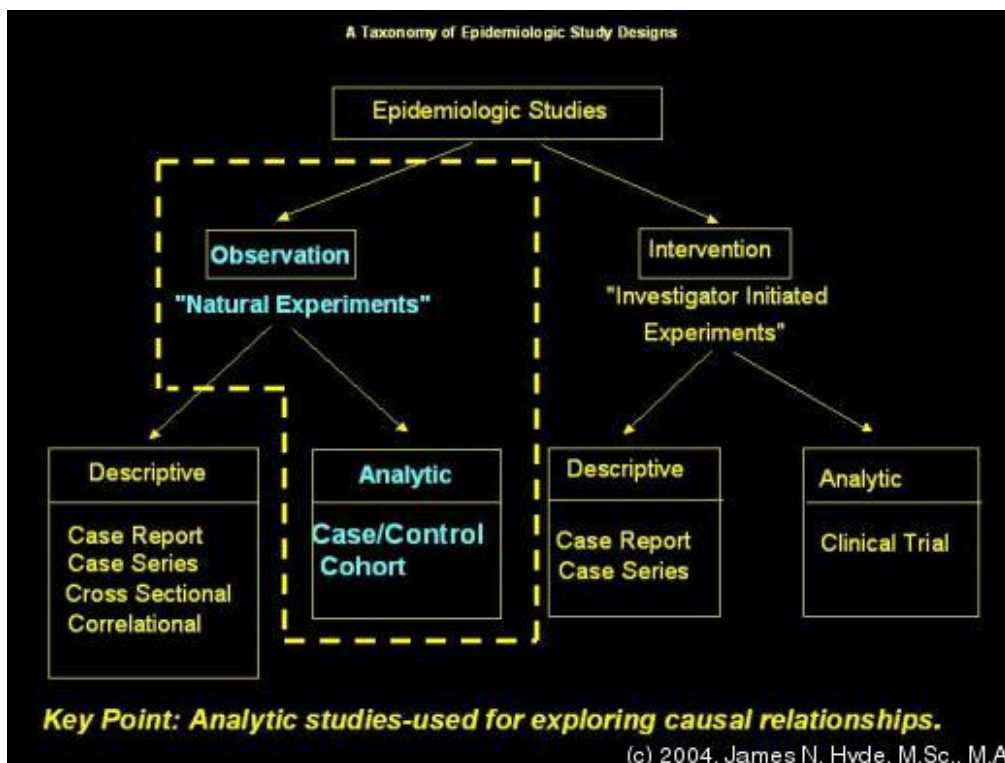 A Taxonomy of Epidemiologic Study Designs
Epidemiologic Studies
Observation
"Natural Experiments"
Intervention
"Investigator Initiated
Experiments"
Descriptive
Case Report
Case Series
Cross Sectional
Correlational
Analytic
Case/Control
Cohort
Descriptive
Case Report
Case Series
Analytic
Clinical Trial
Key Point: Analytic studies-used for exploring causal relationships.
(c) 2004, James N. Hyde, M.Sc., M.A